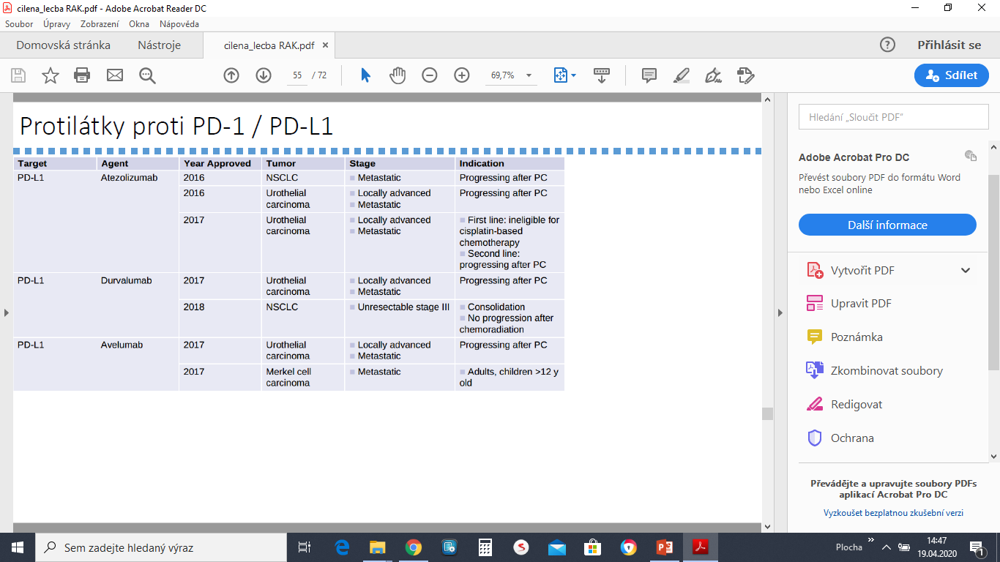 cilena_lecba RAK.pdf - Adobe Acrobat Reader DC
Soubor Úpravy Zobrazení Okna Nápověda
Domovská stránka Nástroje cilena_lecba RAK.pdf × Přihlásit se
55 / 72 69,7% Sdílet
Protilátky proti PD-1 / PD-L1
Target Agent Year Approved Tumor Stage Indication
PD-L1 Atezolizumab 2016 NSCLC Metastatic Progressing after PC
2016 Urothelial carcinoma Locally advanced Metastatic Progressing after PC
2017 Urothelial carcinoma Locally advanced Metastatic First line: ineligible for
cisplatin-based
chemotherapy
Second line:
progressing after PC
PD-L1 Durvalumab 2017 Urothelial carcinoma Locally advanced Metastatic Progressing after PC
2018 NSCLC Unresectable stage III Consolidation
No progression after
chemoradiation
PD-L1 Avelumab 2017 Urothelial carcinoma Locally advanced Metastatic Progressing after PC
2017 Merkel cell carcinoma Metastatic Adults, children >12 y
old
Hledání „Sloučit PDF"
Adobe Acrobat Pro DC
Převést soubory PDF do formátu Word
nebo Excel online
Další informace
Vytvořit PDF
Upravit PDF
Poznámka
Zkombinovat soubory
Redigovat
Ochrana
Převádějte a upravujte soubory PDFs
aplikací Acrobat Pro DC
Vyzkoušet bezplatnou zkušební verzi
Sem zadejte hledaný výraz
Plocha
14:47
19.04.2020
1